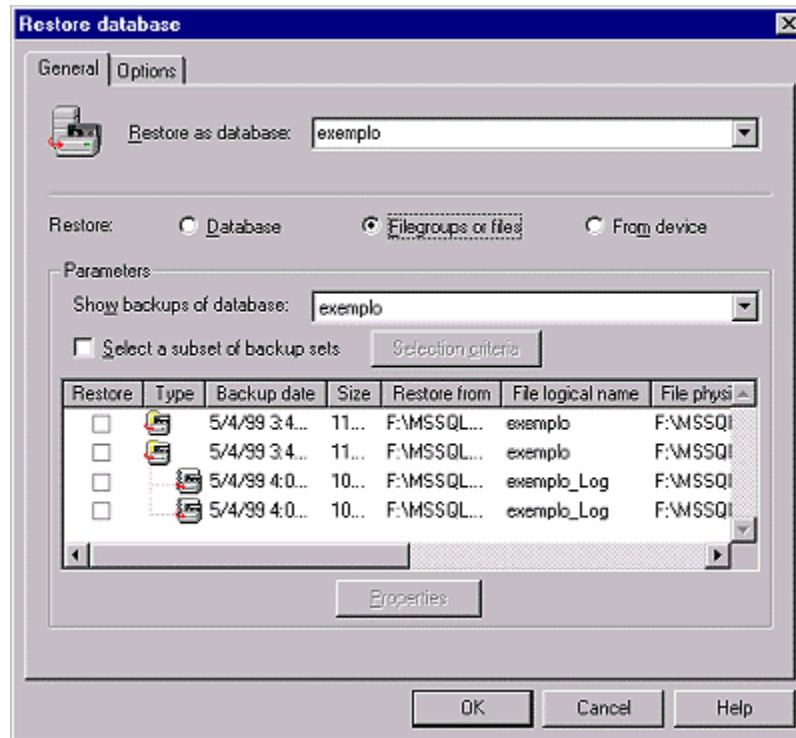 Restore database
General Options
Restore as database: exemplo
Restore: Database Filegroups or files From device
Parameters
Show backups of database: exemplo
Select a subset of backup sets Selection criteria
Restore Type Backup date Size Restore from File logical name File physi
5/4/99 3:4... 11... F:\MSSQL... exemplo F:\MSSQL
5/4/99 3:4... 11... F:\MSSQL... exemplo F:\MSSQL
5/4/99 4:0... 10... F:\MSSQL... exemplo_Log F:\MSSQL
5/4/99 4:0... 10... F:\MSSQL... exemplo_Log F:\MSSQL
Properties
OK Cancel Help